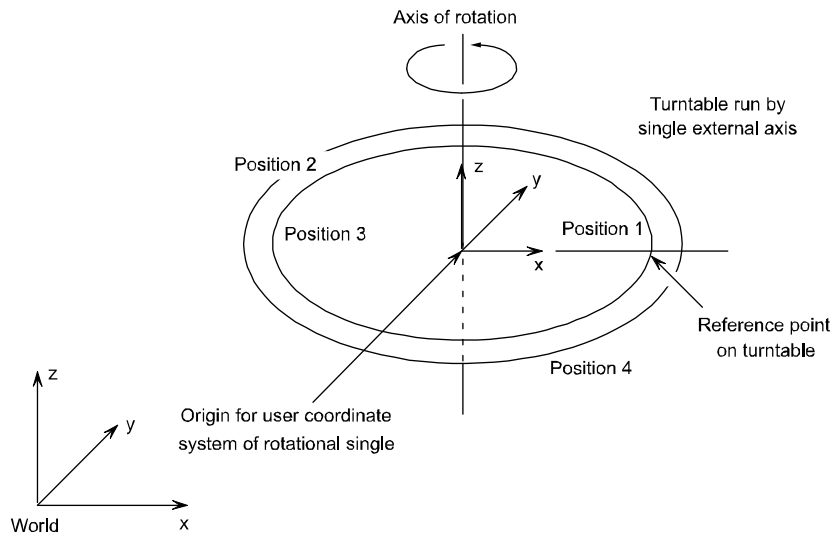 Axis of rotation
Turntable run by
single external axis
Position 2
z
y
Position 3
Position 1
x
Reference point
on turntable
Position 4
z
y
Origin for user coordinate
system of rotational single
World
x